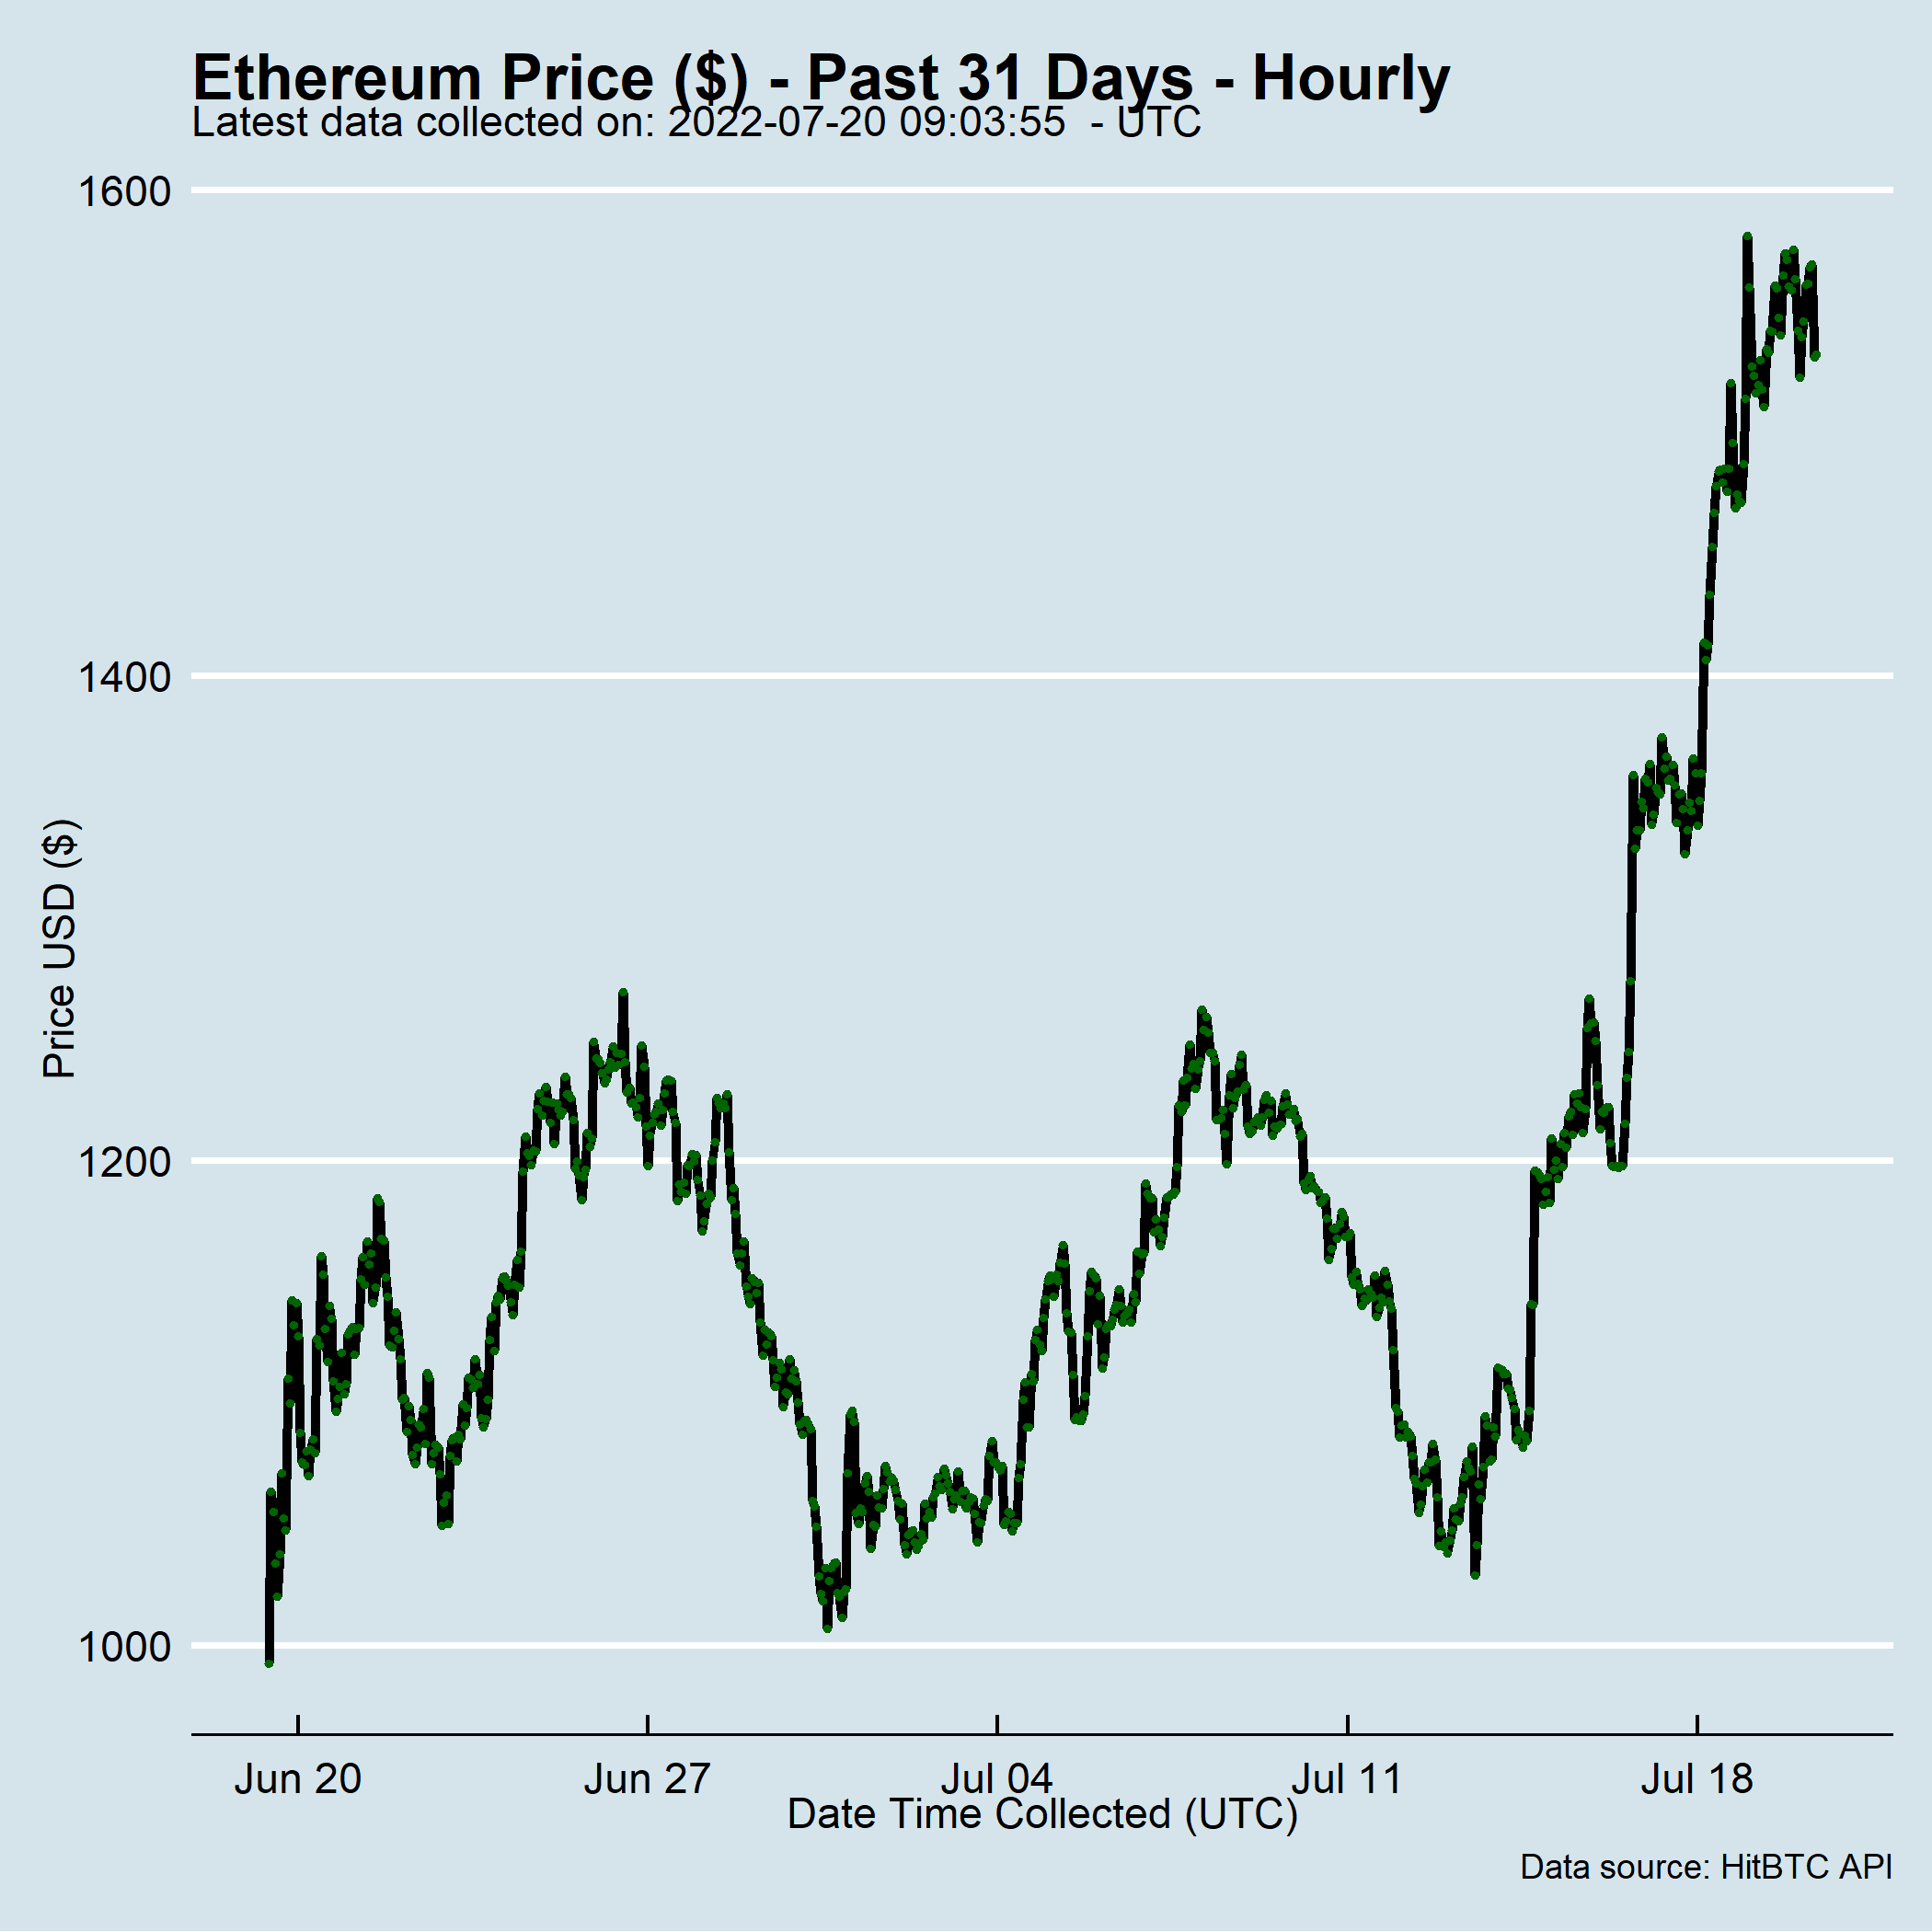 Ethereum Price ($) - Past 31 Days - Hourly
Latest data collected on: 2022-07-20 09:03:55  - UTC
1600
1400
1200
1000
Price USD ($)
Jun 20
Jun 27
Jul 04
Jul 11
Jul 18
Date Time Collected (UTC)
Data source: HitBTC API